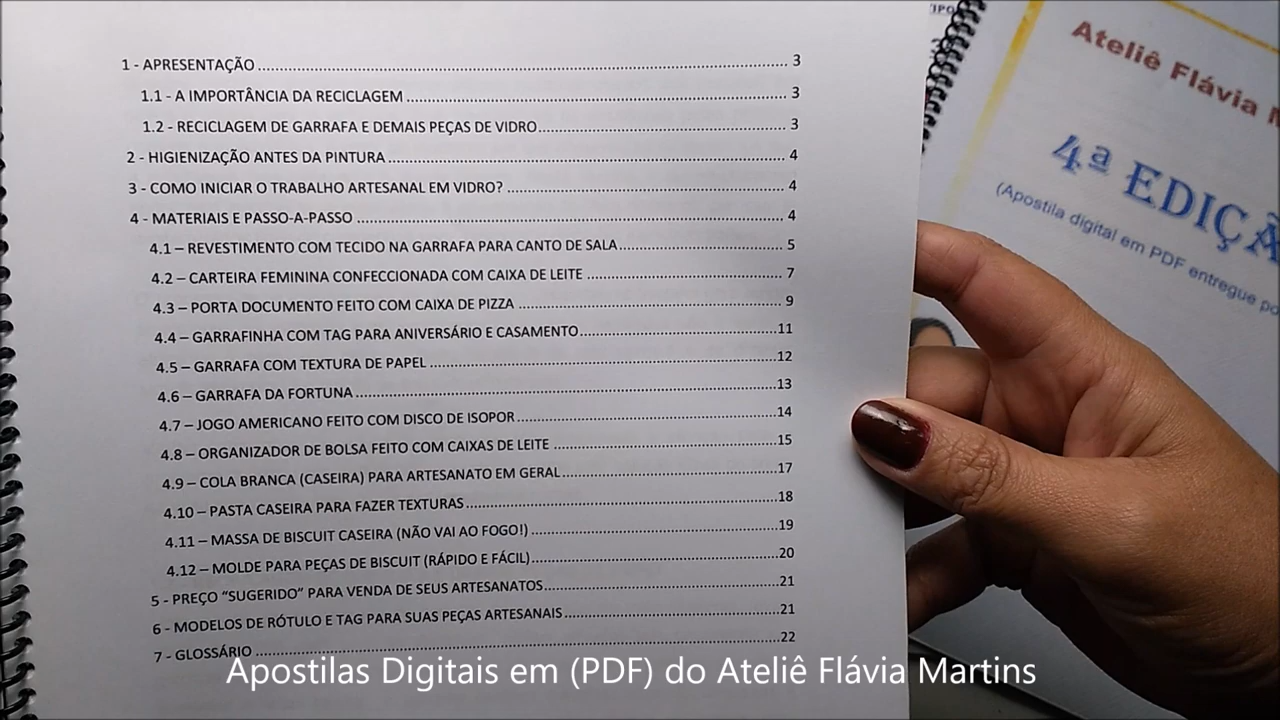 1 - APRESENTAÇÃO ........ 3
1.1 - A IMPORTÂNCIA DA RECICLAGEM ........ 3
1.2 - RECICLAGEM DE GARRAFA E DEMAIS PEÇAS DE VIDRO........ 3
2 - HIGIENIZAÇÃO ANTES DA PINTURA ........ 4
3 - COMO INICIAR O TRABALHO ARTESANAL EM VIDRO? ........ 4
4 - MATERIAIS E PASSO-A-PASSO ........ 4
4.1 – REVESTIMENTO COM TECIDO NA GARRAFA PARA CANTO DE SALA........ 5
4.2 – CARTEIRA FEMININA CONFECCIONADA COM CAIXA DE LEITE ........ 7
4.3 – PORTA DOCUMENTO FEITO COM CAIXA DE PIZZA ........ 9
4.4 – GARRAFINHA COM TAG PARA ANIVERSÁRIO E CASAMENTO........11
4.5 – GARRAFA COM TEXTURA DE PAPEL ........12
4.6 – GARRAFA DA FORTUNA ........13
4.7 – JOGO AMERICANO FEITO COM DISCO DE ISOPOR ........14
4.8 – ORGANIZADOR DE BOLSA FEITO COM CAIXAS DE LEITE ........15
4.9 – COLA BRANCA (CASEIRA) PARA ARTESANATO EM GERAL........17
4.10 – PASTA CASEIRA PARA FAZER TEXTURAS ........18
4.11 – MASSA DE BISCUIT CASEIRA (NÃO VAI AO FOGO!) ........19
4.12 – MOLDE PARA PEÇAS DE BISCUIT (RÁPIDO E FÁCIL)........20
5 - PREÇO “SUGERIDO” PARA VENDA DE SEUS ARTESANATOS........21
6 - MODELOS DE RÓTULO E TAG PARA SUAS PEÇAS ARTESANAIS........21
7 - GLOSSÁRIO ........22
Ateliê Flávia M
4ª EDIÇÃ
(Apostila digital em PDF entregue po
Apostilas Digitais em (PDF) do Ateliê Flávia Martins